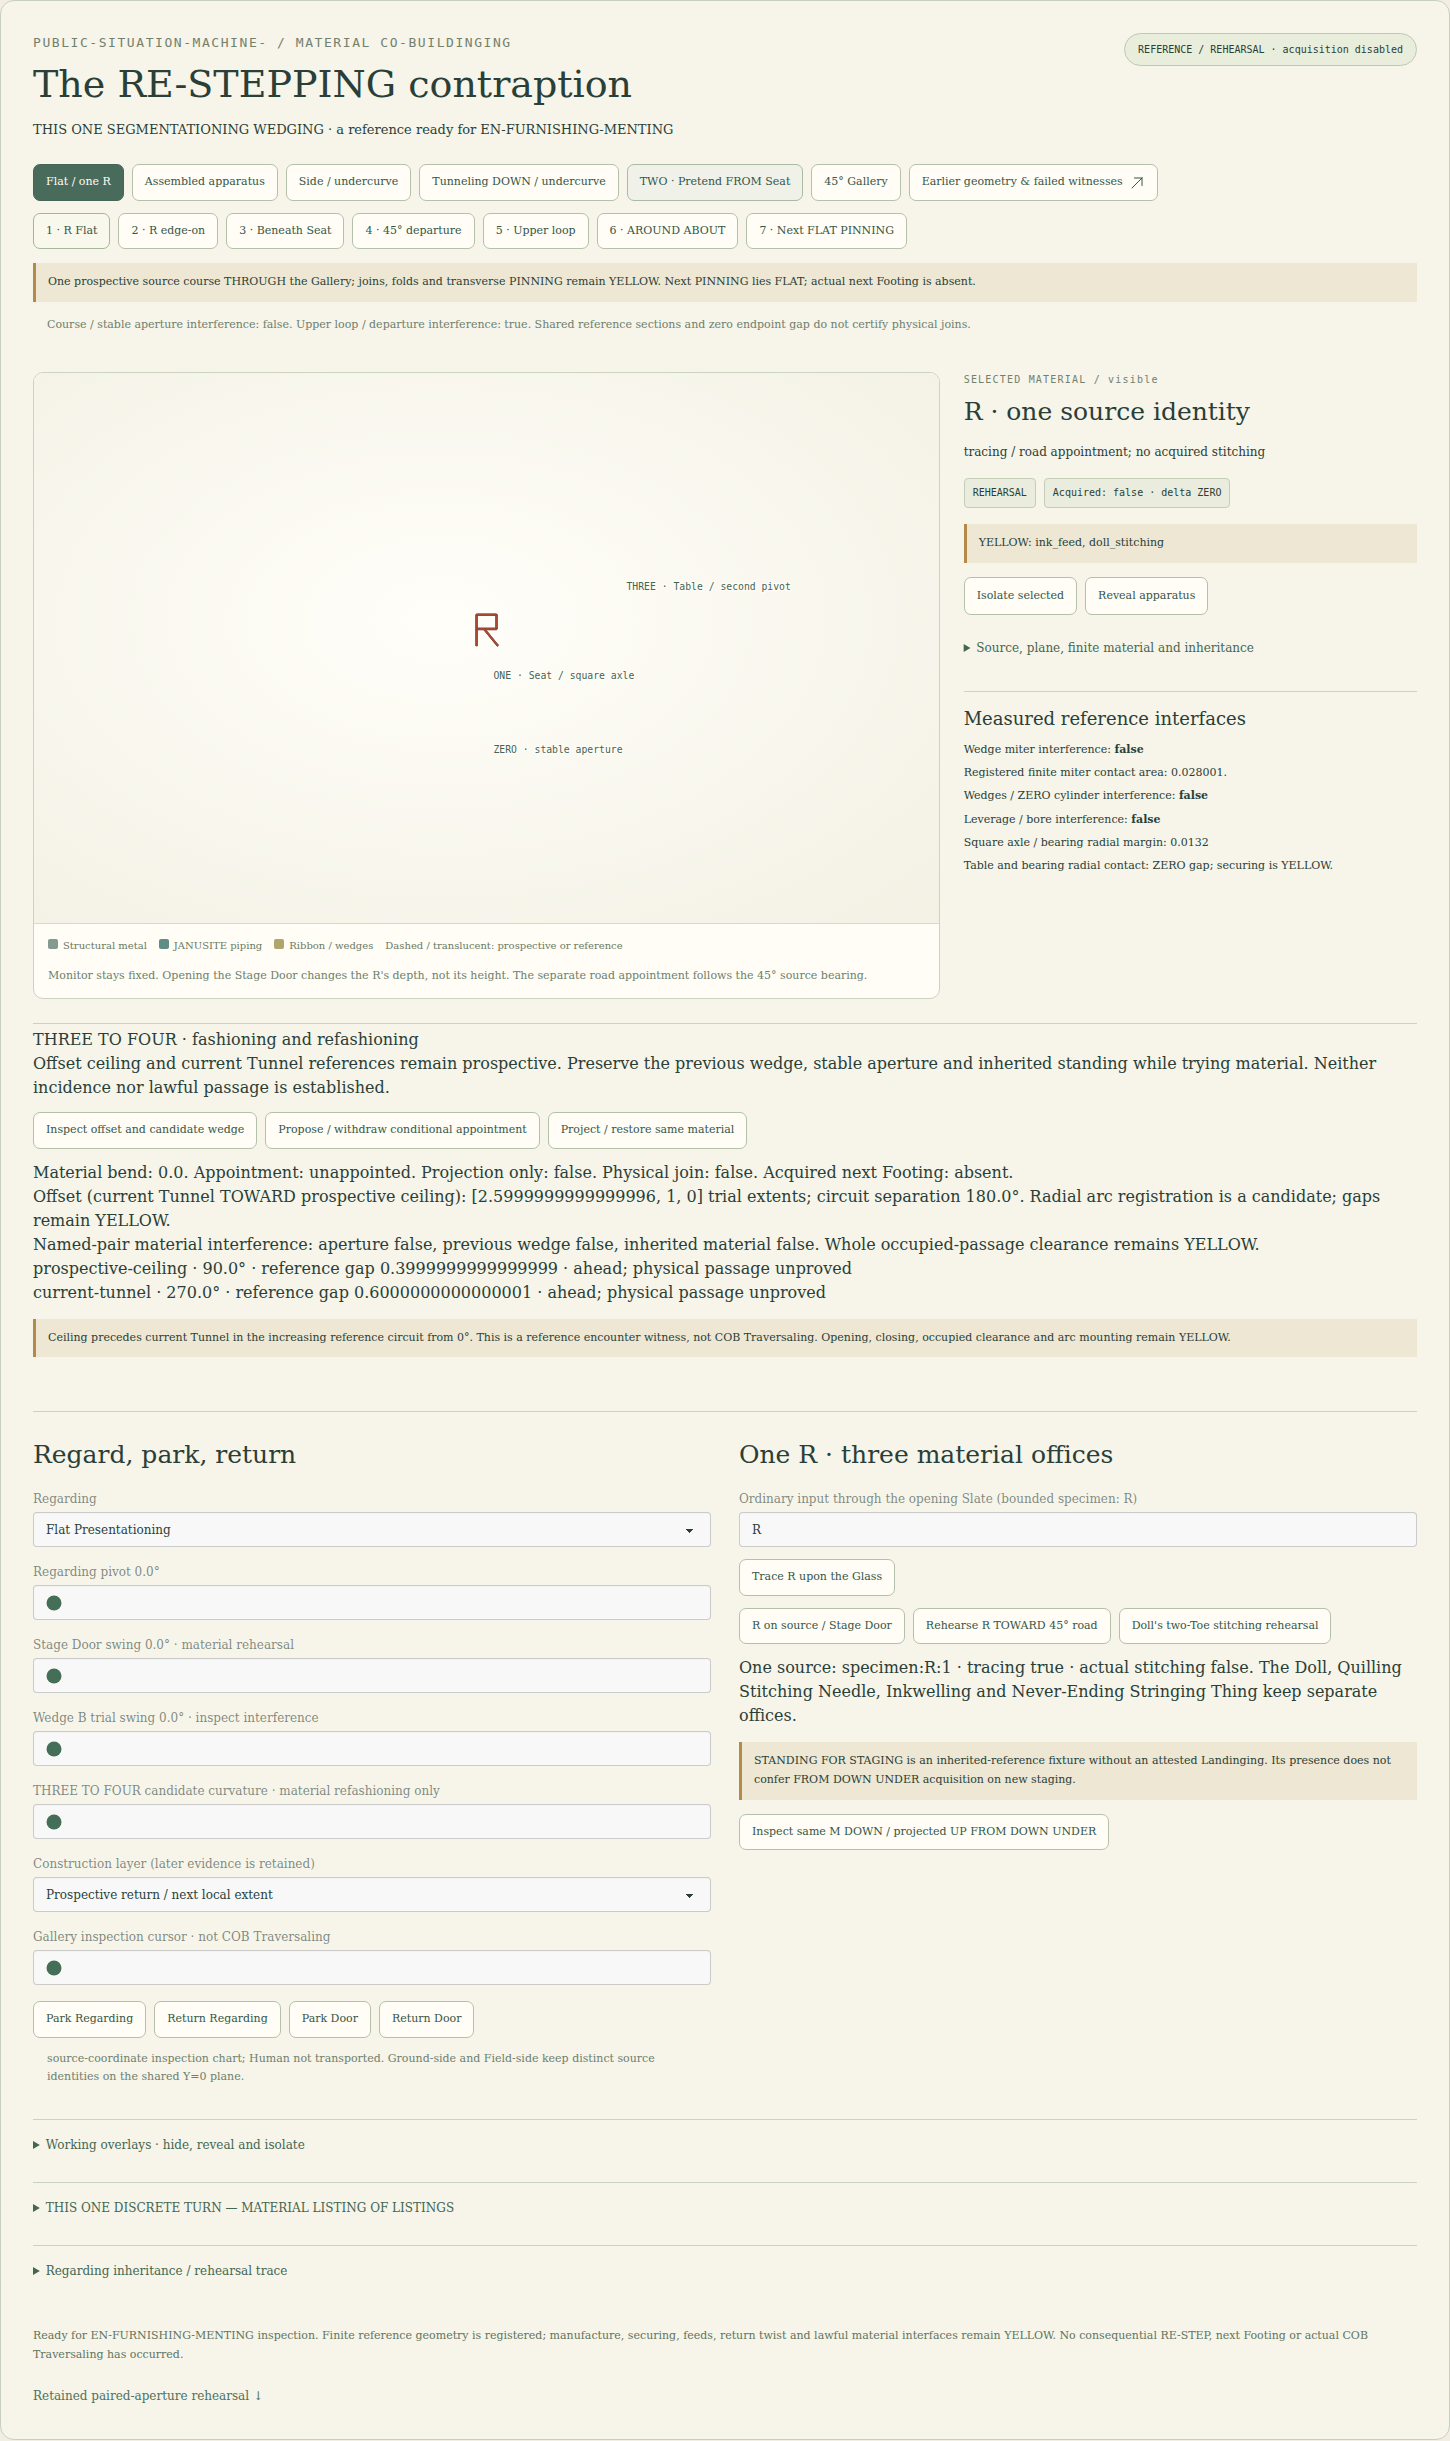 PUBLIC-SITUATION-MACHINE- / MATERIAL CO-BUILDINGING
REFERENCE / REHEARSAL · acquisition disabled
The RE-STEPPING contraption
THIS ONE SEGMENTATIONING WEDGING · a reference ready for EN-FURNISHING-MENTING
Flat / one R
Assembled apparatus
Side / undercurve
Tunneling DOWN / undercurve
TWO · Pretend FROM Seat
45° Gallery
Earlier geometry & failed witnesses
1 · R Flat
2 · R edge-on
3 · Beneath Seat
4 · 45° departure
5 · Upper loop
6 · AROUND ABOUT
7 · Next FLAT PINNING
One prospective source course THROUGH the Gallery; joins, folds and transverse PINNING remain YELLOW. Next PINNING lies FLAT; actual next Footing is absent.
Course / stable aperture interference: false. Upper loop / departure interference: true. Shared reference sections and zero endpoint gap do not certify physical joins.
THREE · Table / second pivot
R
ONE · Seat / square axle
ZERO · stable aperture
Structural metal
JANUSITE piping
Ribbon / wedges
Dashed / translucent: prospective or reference
Monitor stays fixed. Opening the Stage Door changes the R's depth, not its height. The separate road appointment follows the 45° source bearing.
SELECTED MATERIAL / visible
R · one source identity
tracing / road appointment; no acquired stitching
REHEARSAL
Acquired: false · delta ZERO
YELLOW: ink_feed, doll_stitching
Isolate selected
Reveal apparatus
Source, plane, finite material and inheritance
Measured reference interfaces
Wedge miter interference: false
Registered finite miter contact area: 0.028001.
Wedges / ZERO cylinder interference: false
Leverage / bore interference: false
Square axle / bearing radial margin: 0.0132
Table and bearing radial contact: ZERO gap; securing is YELLOW.
THREE TO FOUR · fashioning and refashioning
Offset ceiling and current Tunnel references remain prospective. Preserve the previous wedge, stable aperture and inherited standing while trying material. Neither
incidence nor lawful passage is established.
Inspect offset and candidate wedge
Propose / withdraw conditional appointment
Project / restore same material
Material bend: 0.0. Appointment: unappointed. Projection only: false. Physical join: false. Acquired next Footing: absent.
Offset (current Tunnel TOWARD prospective ceiling): [2.5999999999999996, 1, 0] trial extents; circuit separation 180.0°. Radial arc registration is a candidate; gaps
remain YELLOW.
Named-pair material interference: aperture false, previous wedge false, inherited material false. Whole occupied-passage clearance remains YELLOW.
prospective-ceiling · 90.0° · reference gap 0.3999999999999999 · ahead; physical passage unproved
current-tunnel · 270.0° · reference gap 0.6000000000000001 · ahead; physical passage unproved
Ceiling precedes current Tunnel in the increasing reference circuit from 0°. This is a reference encounter witness, not COB Traversaling. Opening, closing, occupied clearance and arc mounting remain YELLOW.
Regard, park, return
Regarding
Flat Presentationing
Regarding pivot 0.0°
Stage Door swing 0.0° · material rehearsal
Wedge B trial swing 0.0° · inspect interference
THREE TO FOUR candidate curvature · material refashioning only
Construction layer (later evidence is retained)
Prospective return / next local extent
Gallery inspection cursor · not COB Traversaling
Park Regarding
Return Regarding
Park Door
Return Door
source-coordinate inspection chart; Human not transported. Ground-side and Field-side keep distinct source
identities on the shared Y=0 plane.
One R · three material offices
Ordinary input through the opening Slate (bounded specimen: R)
R
Trace R upon the Glass
R on source / Stage Door
Rehearse R TOWARD 45° road
Doll's two-Toe stitching rehearsal
One source: specimen:R:1 · tracing true · actual stitching false. The Doll, Quilling
Stitching Needle, Inkwelling and Never-Ending Stringing Thing keep separate
offices.
STANDING FOR STAGING is an inherited-reference fixture without an attested Landinging. Its presence does not
confer FROM DOWN UNDER acquisition on new staging.
Inspect same M DOWN / projected UP FROM DOWN UNDER
Working overlays · hide, reveal and isolate
THIS ONE DISCRETE TURN — MATERIAL LISTING OF LISTINGS
Regarding inheritance / rehearsal trace
Ready for EN-FURNISHING-MENTING inspection. Finite reference geometry is registered; manufacture, securing, feeds, return twist and lawful material interfaces remain YELLOW. No consequential RE-STEP, next Footing or actual COB
Traversaling has occurred.
Retained paired-aperture rehearsal ↓